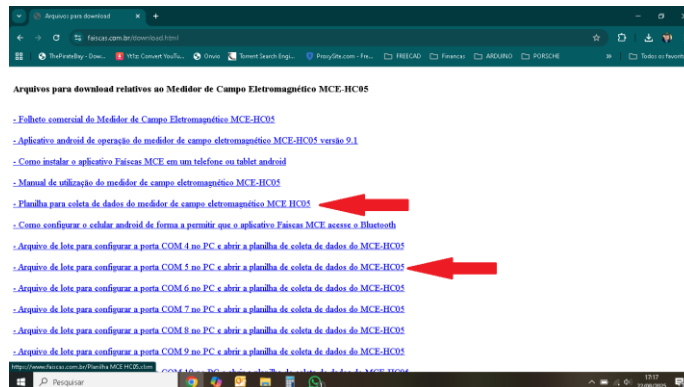 Arquivos para download
faiscas.com.br/download.html
ThePirateBay - Dow... Ytlz: Convert YouTu... Onvio Torrent Search Engi... ProxySite.com - Fre... FREECAD Financas ARDUINO PORSCHE » Todos os favorit
Arquivos para download relativos ao Medidor de Campo Eletromagnético MCE-HC05
- Folheto comercial do Medidor de Campo Eletromagnético MCE-HC05
- Aplicativo android de operação do medidor de campo eletromagnético MCE-HC05 versão 9.1
- Como instalar o aplicativo Faíscas MCE em um telefone ou tablet android
- Manual de utilização do medidor de campo eletromagnético MCE-HC05
- Planilha para coleta de dados do medidor de campo eletromagnético MCE HC05
- Como configurar o celular android de forma a permitir que o aplicativo Faiscas MCE acesse o Bluetooth
- Arquivo de lote para configurar a porta COM 4 no PC e abrir a planilha de coleta de dados do MCE-HC05
- Arquivo de lote para configurar a porta COM 5 no PC e abrir a planilha de coleta de dados do MCE-HC05
- Arquivo de lote para configurar a porta COM 6 no PC e abrir a planilha de coleta de dados do MCE-HC05
- Arquivo de lote para configurar a porta COM 7 no PC e abrir a planilha de coleta de dados do MCE-HC05
- Arquivo de lote para configurar a porta COM 8 no PC e abrir a planilha de coleta de dados do MCE-HC05
- Arquivo de lote para configurar a porta COM 9 no PC e abrir a planilha de coleta de dados do MCE-HC05
https://www.faiscas.com.br/Planilha MCE HC05.xlsm
Pesquisar
17:17
22/08/2025